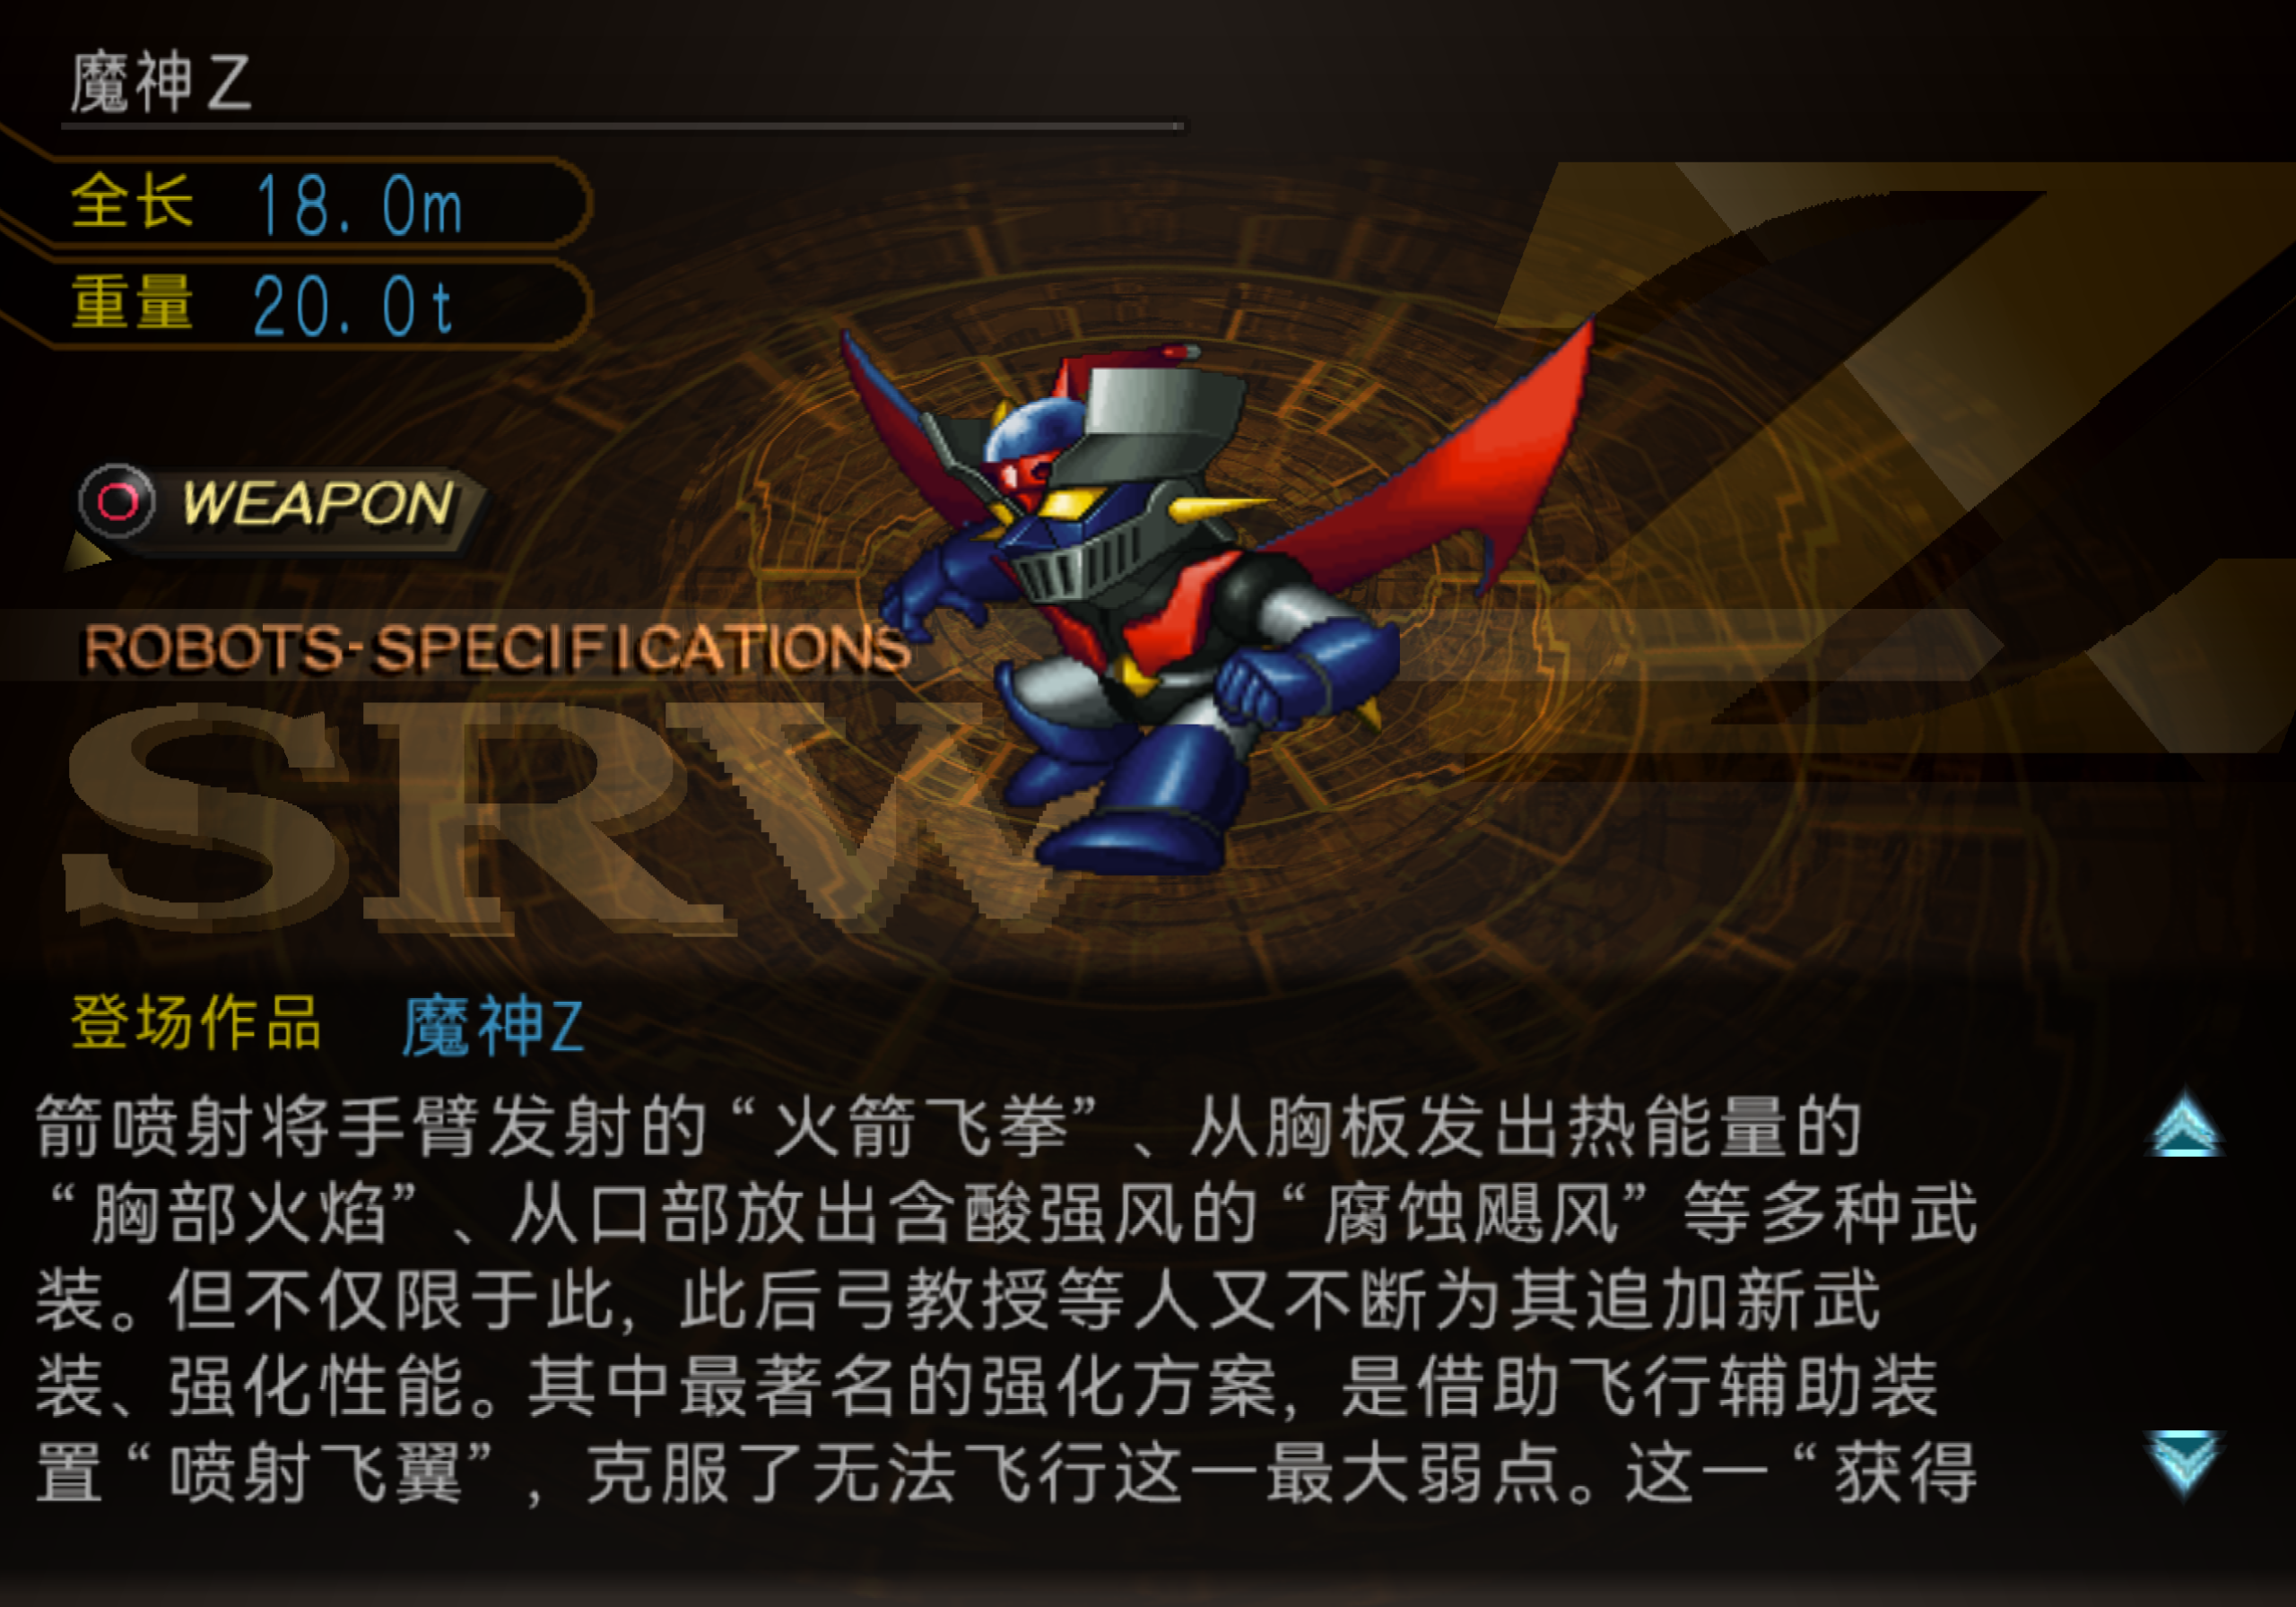 魔神Z
全长 18.0m
重量 20.0t
WEAPON
ROBOTS-SPECIFICATIONS
SRW
Z
登场作品 魔神Z
箭喷射将手臂发射的“火箭飞拳”、从胸板发出热能量的
“胸部火焰”、从口部放出含酸强风的“腐蚀飓风”等多种武
装。但不仅限于此，此后弓教授等人又不断为其追加新武
装、强化性能。其中最著名的强化方案，是借助飞行辅助装
置“喷射飞翼”，克服了无法飞行这一最大弱点。这一“获得